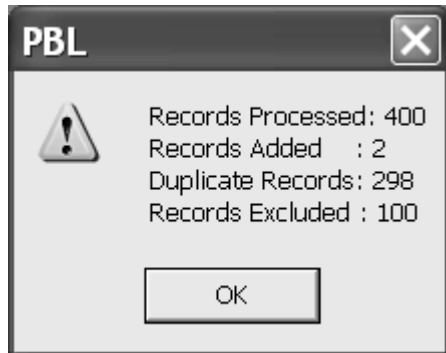 PBL
Records Processed: 400
Records Added : 2
Duplicate Records: 298
Records Excluded : 100
OK